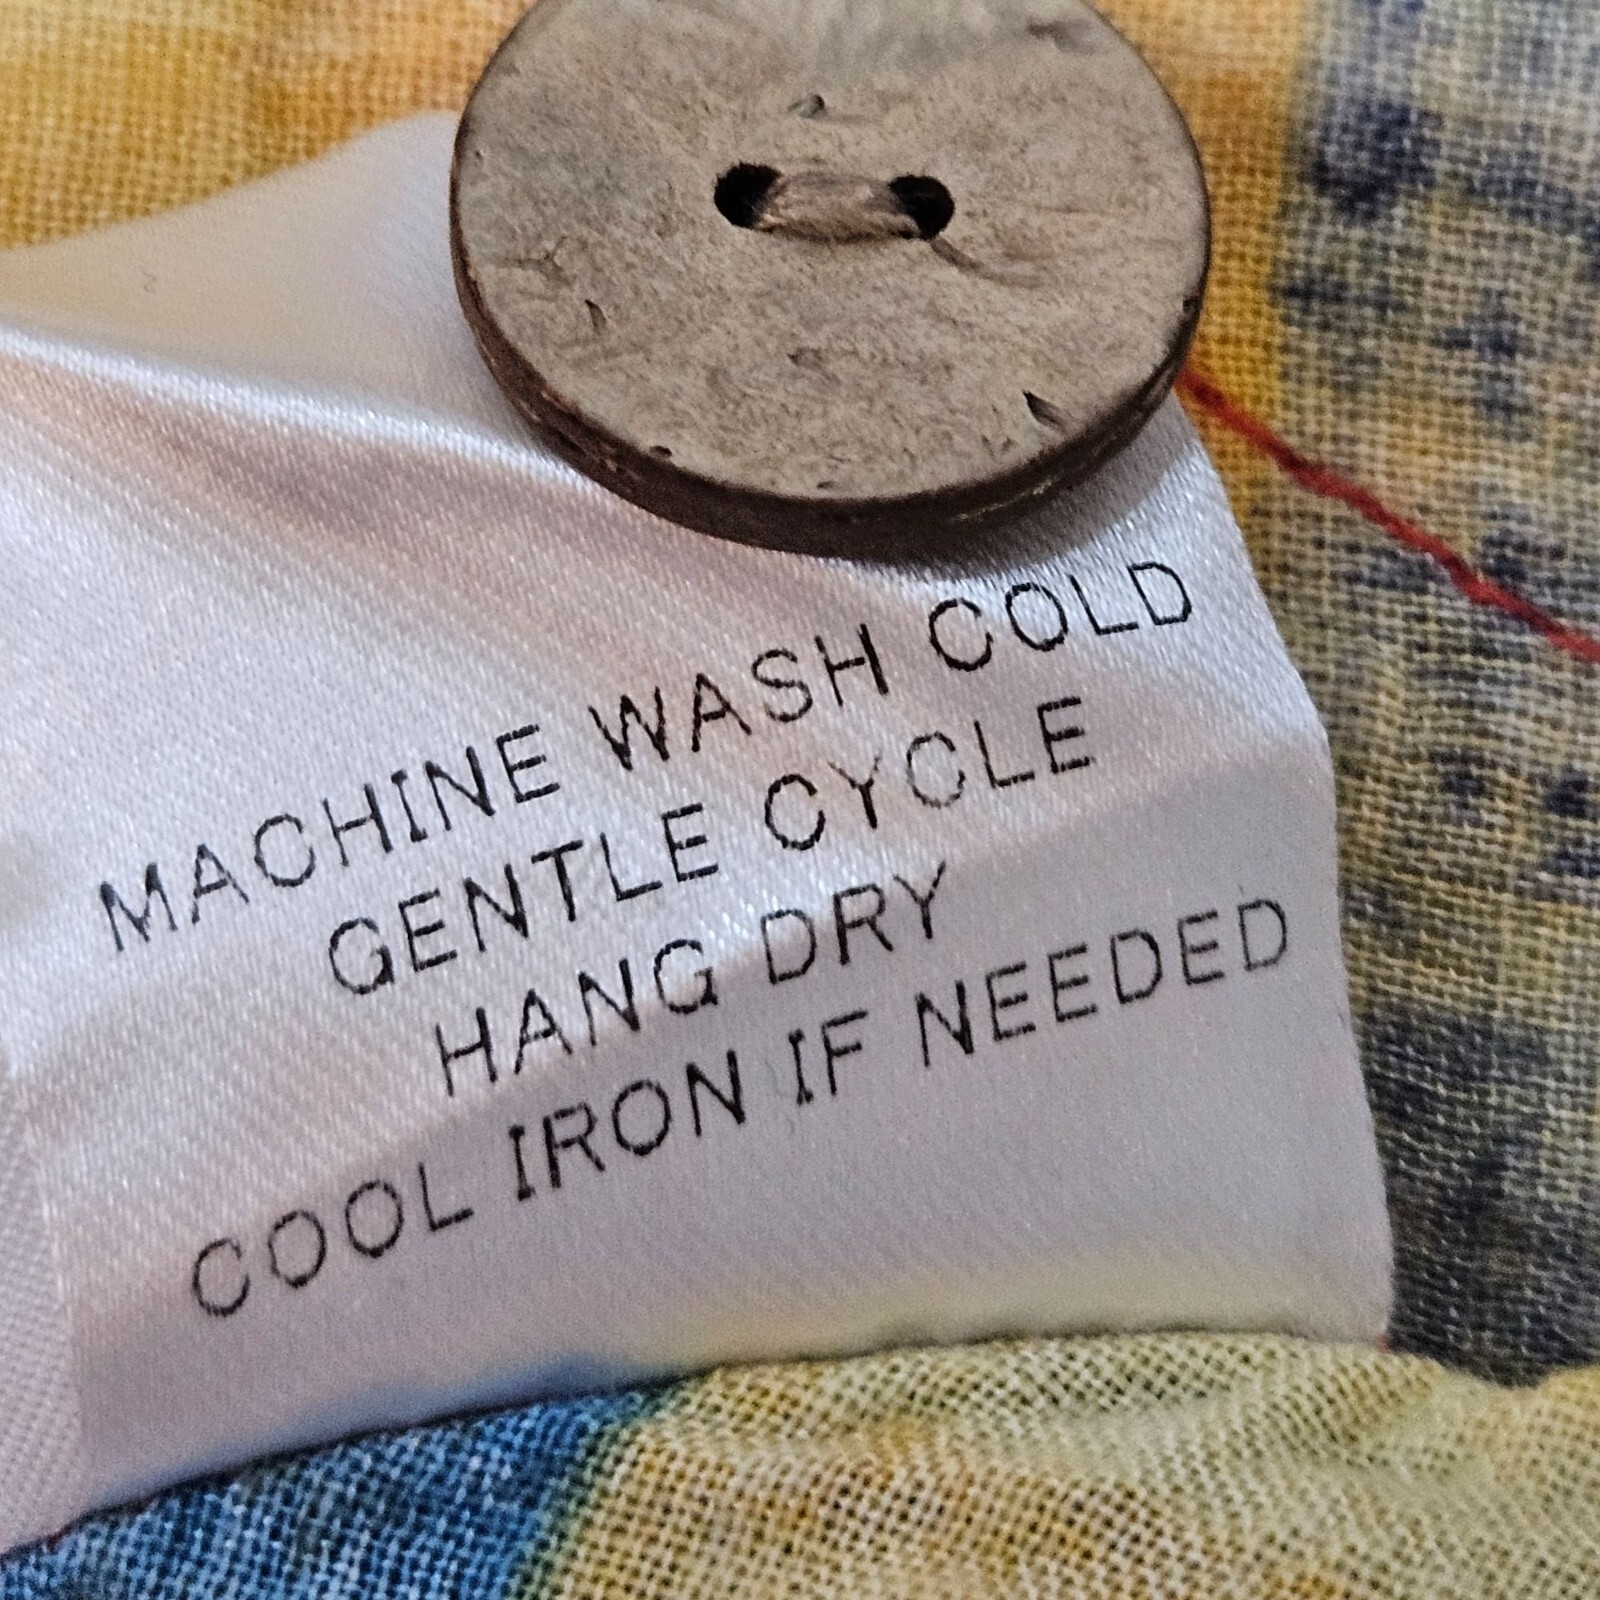 MACHINE WASH COLD
GENTLE CYCLE
HANG DRY
COOL IRON IF NEEDED